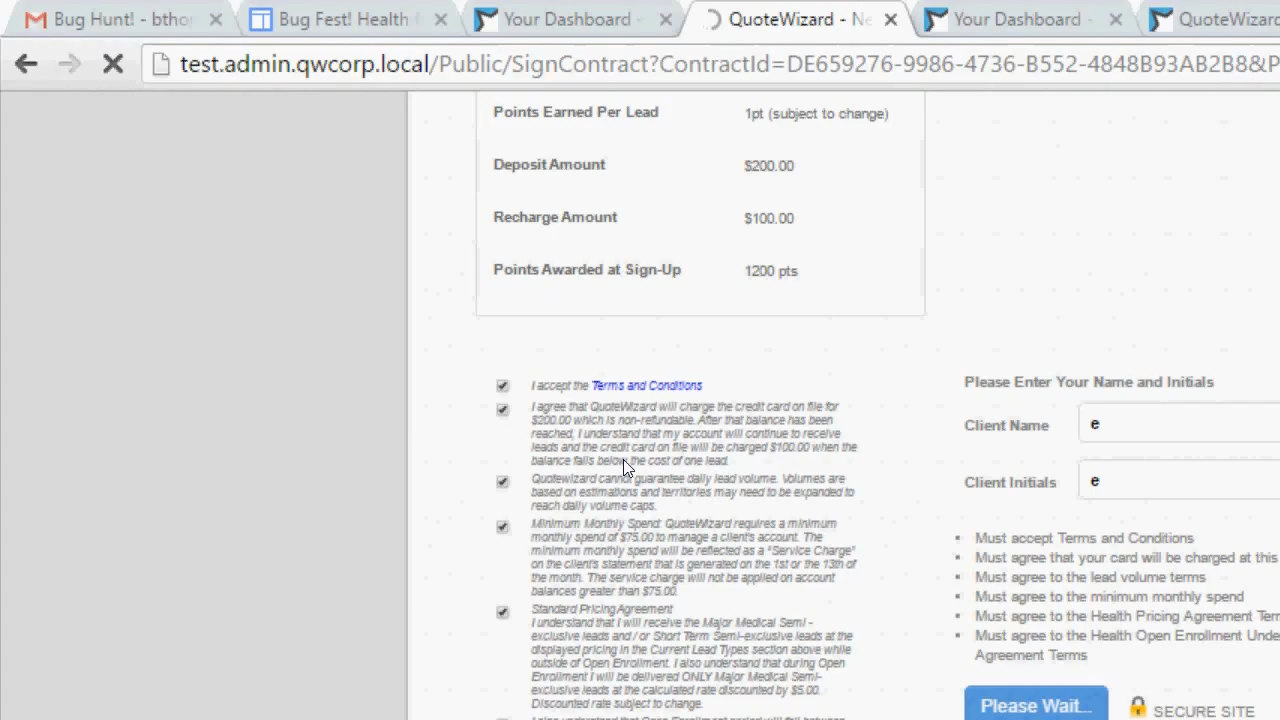 Bug Hunt! - bthor
Bug Fest! Health
Your Dashboard -
QuoteWizard - Ne
Your Dashboard -
QuoteWizard
test.admin.qwcorp.local/Public/SignContract?ContractId=DE659276-9986-4736-B552-4848B93AB2B8&P
Points Earned Per Lead
1pt (subject to change)
Deposit Amount
$200.00
Recharge Amount
$100.00
Points Awarded at Sign-Up
1200 pts
I accept the Terms and Conditions
I agree that QuoteWizard will charge the credit card on file for
$200.00 which is non-refundable. After that balance has been
reached, I understand that my account will continue to receive
leads and the credit card on file will be charged $100.00 when the
balance falls below the cost of one lead.
Quotewizard cannot guarantee daily lead volume. Volumes are
based on estimations and territories may need to be expanded to
reach daily volume caps.
Minimum Monthly Spend: QuoteWizard requires a minimum
monthly spend of $75.00 to manage a client's account. The
minimum monthly spend will be reflected as a "Service Charge"
on the client's statement that is generated on the 1st or the 13th of
the month. The service charge will not be applied on account
balances greater than $75.00.
Standard Pricing Agreement
I understand that I will receive the Major Medical Semi -
exclusive leads and / or Short Term Semi-exclusive leads at the
displayed pricing in the Current Lead Types section above while
outside of Open Enrollment. I also understand that during Open
Enrollment I will be delivered ONLY Major Medical Semi-
exclusive leads at the calculated rate discounted by $5.00.
Discounted rate subject to change.
I also understand that Open Enrollment period will fall between
Please Enter Your Name and Initials
Client Name
e
Client Initials
e
Must accept Terms and Conditions
Must agree that your card will be charged at this
Must agree to the lead volume terms
Must agree to the minimum monthly spend
Must agree to the Health Pricing Agreement Ter
Must agree to the Health Open Enrollment Unde
Agreement Terms
Please Wait...
SECURE SITE